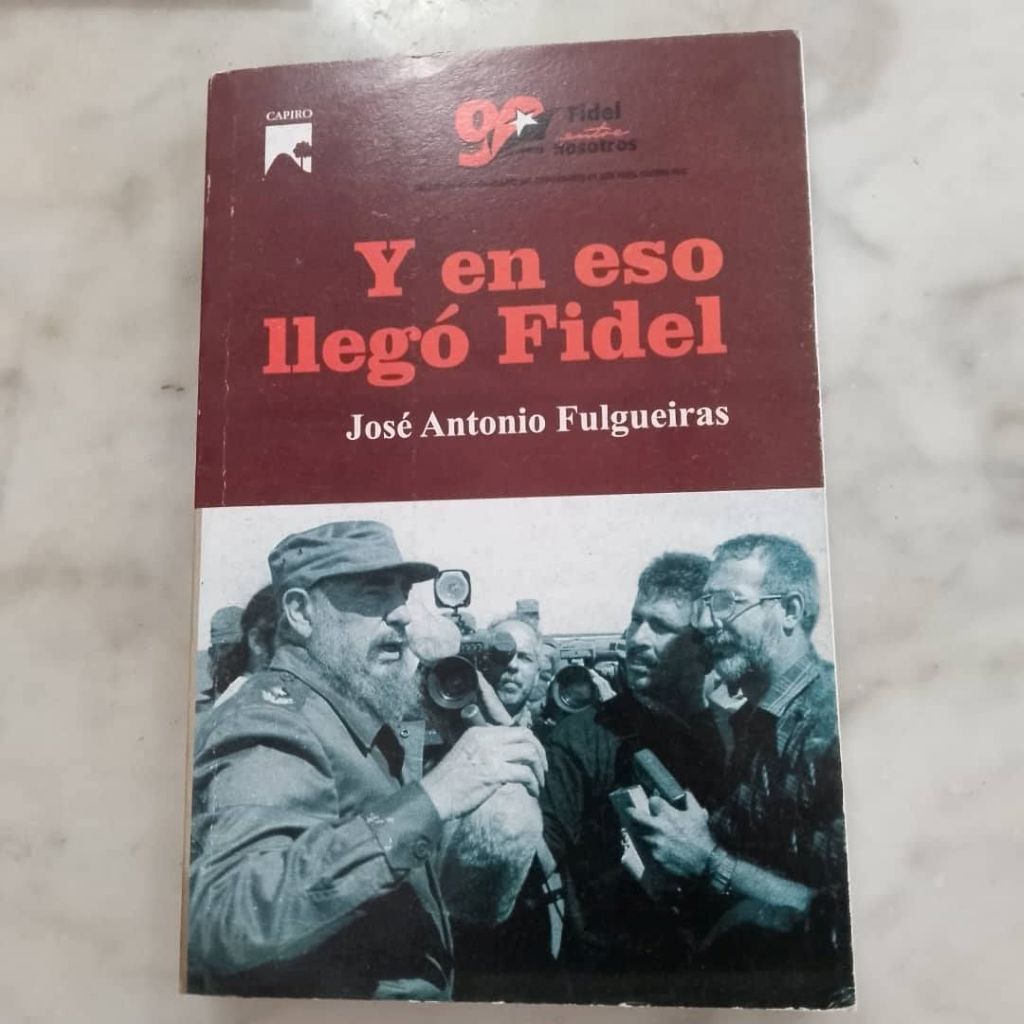 CAPIRO
90 Fidel
entre
nosotros
Y en eso
llegó Fidel
José Antonio Fulgueiras